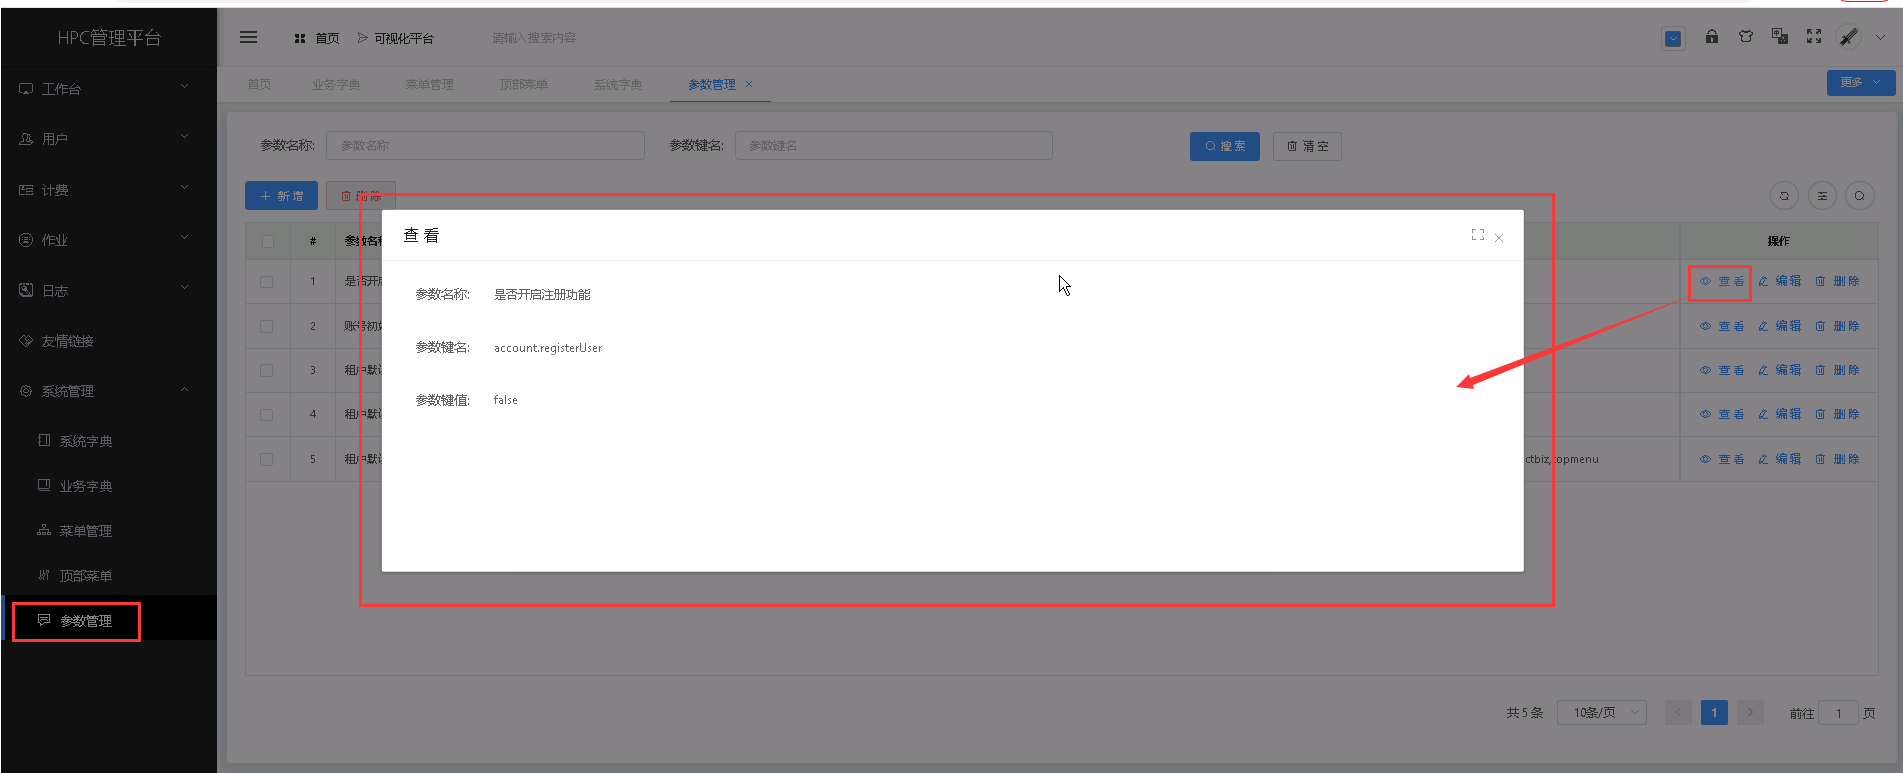 HPC管理平台
首页 可视化平台 请输入搜索内容
工作台
用户
计费
作业
日志
友情链接
系统管理
系统字典
业务字典
菜单管理
顶部菜单
参数管理
首页 业务字典 菜单管理 顶部菜单 系统字典 参数管理 × 更多
参数名称: 参数名称 参数键名: 参数键名 搜索 清空
+ 新增 删除
# 参数名称 操作
1 是否开启 查看 编辑 删除
2 账号初始 查看 编辑 删除
3 租户默认 查看 编辑 删除
4 租户默认 查看 编辑 删除
5 租户默认 ctbiz,topmenu 查看 编辑 删除
查看
参数名称: 是否开启注册功能
参数键名: account.registerUser
参数键值: false
共 5 条 10条/页 < 1 > 前往 1 页